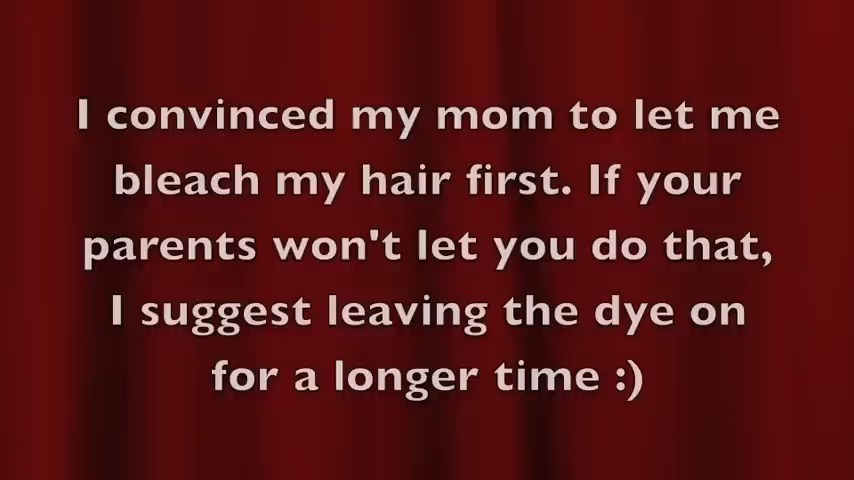 I convinced my mom to let me
bleach my hair first. If your
parents won't let you do that,
I suggest leaving the dye on
for a longer time :)